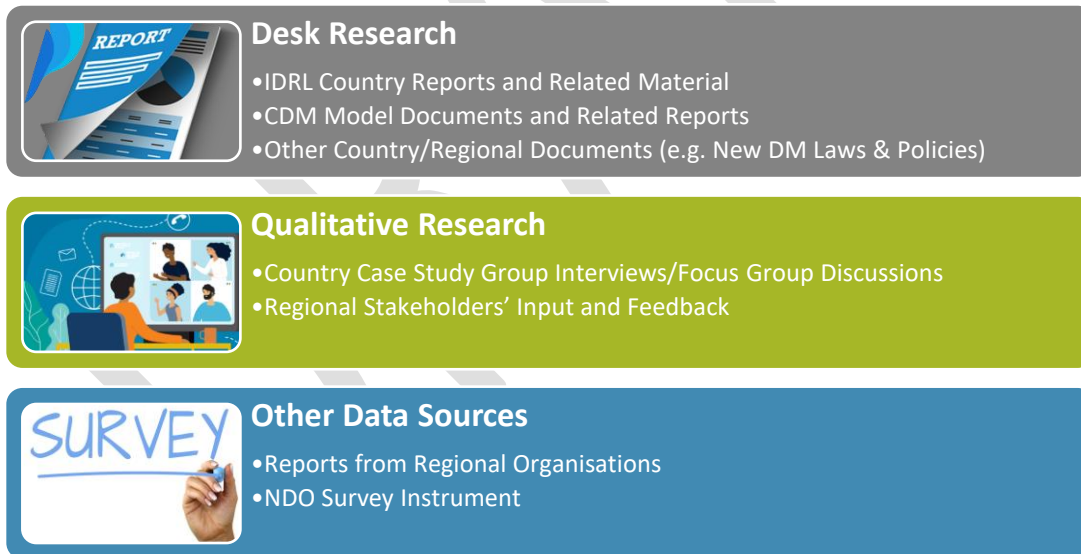 REPORT
Desk Research
•IDRL Country Reports and Related Material
•CDM Model Documents and Related Reports
•Other Country/Regional Documents (e.g. New DM Laws & Policies)
Qualitative Research
•Country Case Study Group Interviews/Focus Group Discussions
•Regional Stakeholders’ Input and Feedback
SURVEY
Other Data Sources
•Reports from Regional Organisations
•NDO Survey Instrument